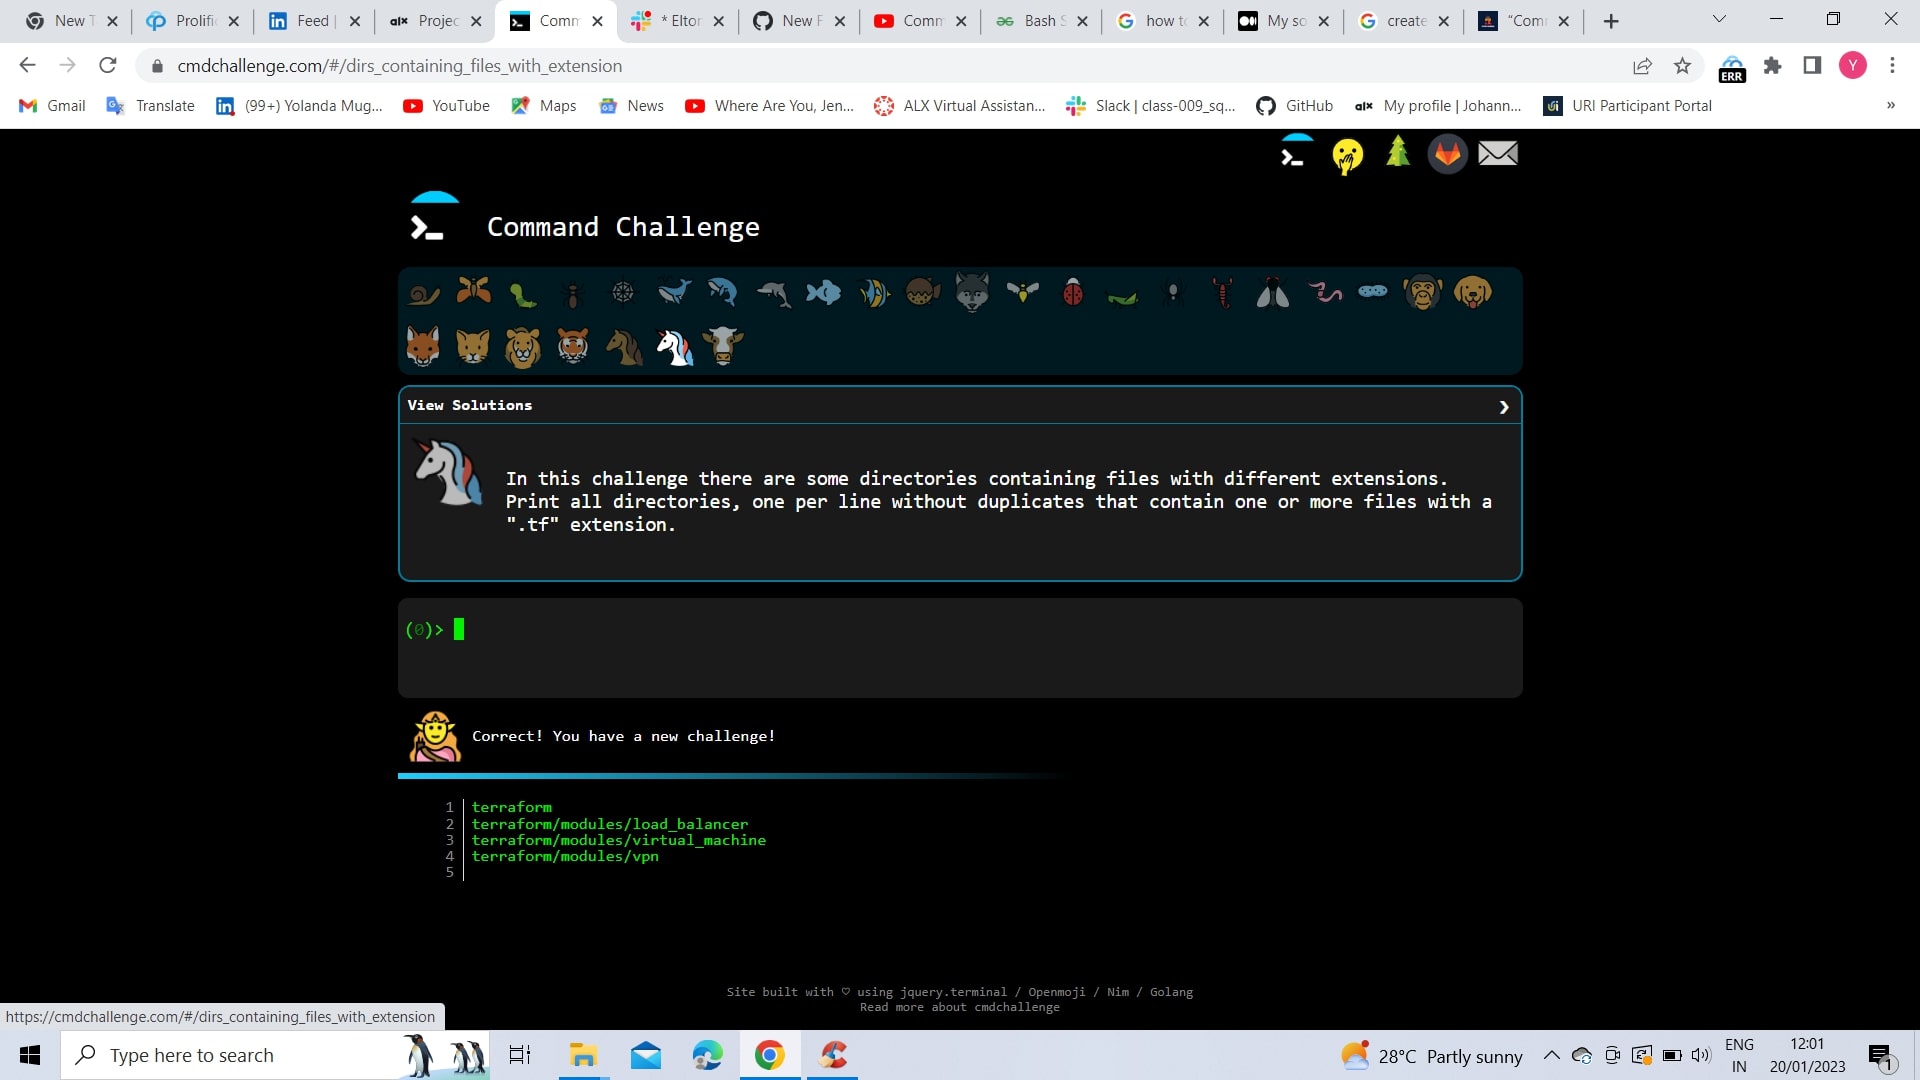 New T
Prolific
Feed |
alx
Projec
Comm
* Eltor
New F
Comm
Bash S
how to
My so
create
"Comm
cmdchallenge.com/#/dirs_containing_files_with_extension
ERR
Y
Gmail
Translate
in
(99+) Yolanda Mug...
YouTube
Maps
News
Where Are You, Jen...
ALX Virtual Assistan...
Slack | class-009_sq...
GitHub
alx
My profile | Johann...
URI Participant Portal
»
Command Challenge
View Solutions
In this challenge there are some directories containing files with different extensions.
Print all directories, one per line without duplicates that contain one or more files with a
".tf" extension.
(0)>
Correct! You have a new challenge!
1 terraform
2 terraform/modules/load_balancer
3 terraform/modules/virtual_machine
4 terraform/modules/vpn
5
Site built with ♡ using jquery.terminal / Openmoji / Nim / Golang
Read more about cmdchallenge
https://cmdchallenge.com/#/dirs_containing_files_with_extension
Type here to search
28°C Partly sunny
ENG
IN
12:01
20/01/2023
1